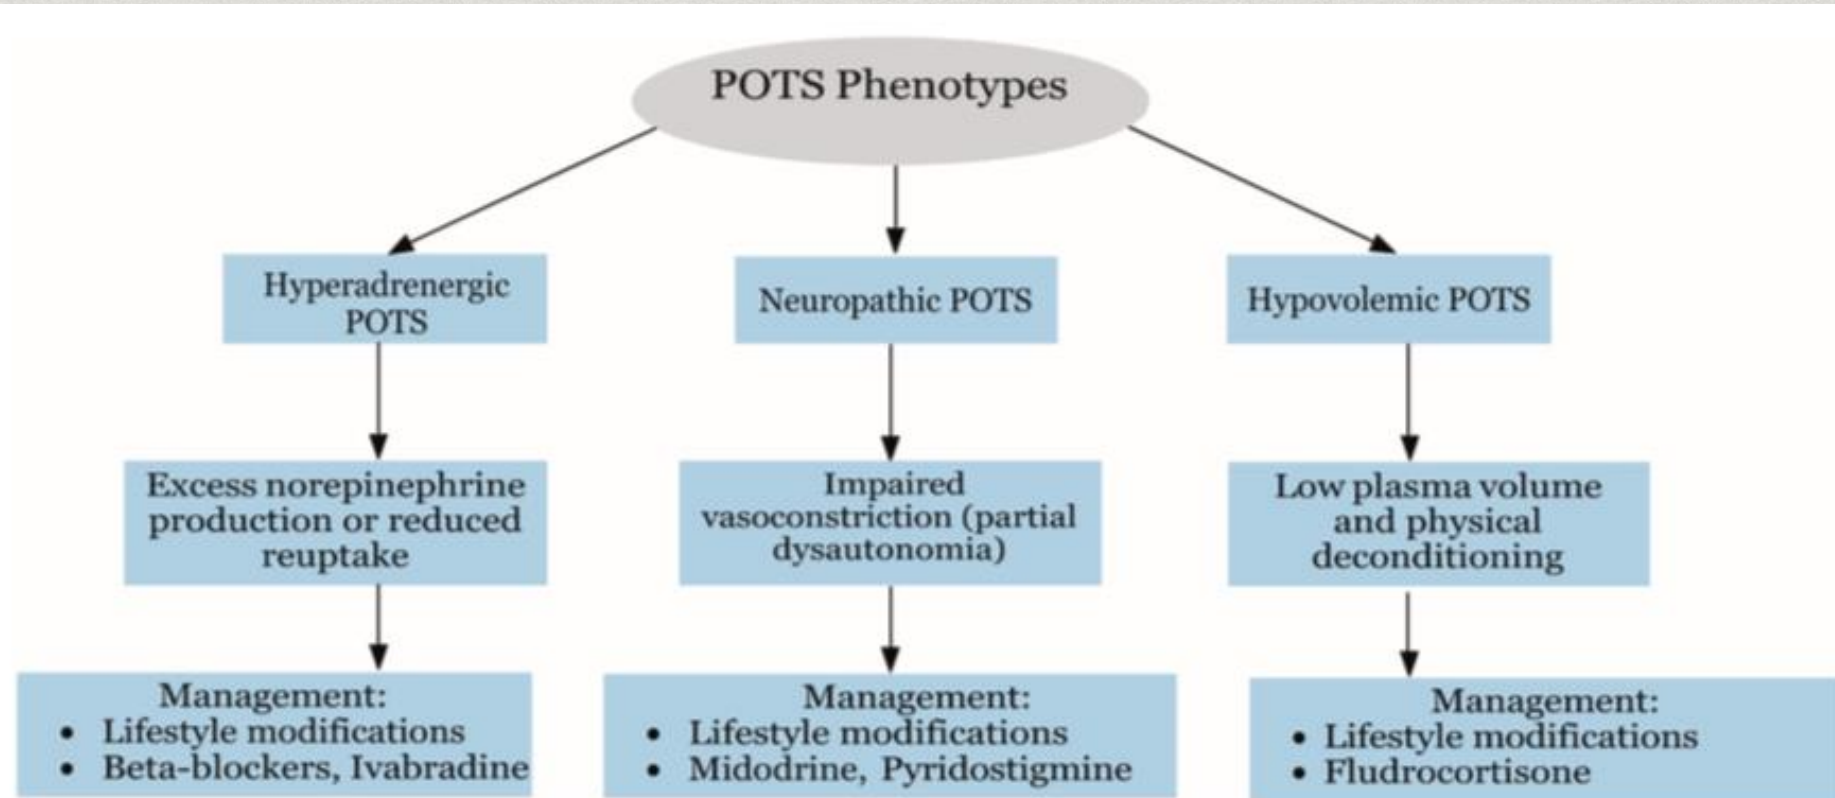 POTS Phenotypes
Hyperadrenergic
POTS
Neuropathic POTS
Hypovolemic POTS
Excess norepinephrine
production or reduced
reuptake
Impaired
vasoconstriction (partial
dysautonomia)
Low plasma volume
and physical
deconditioning
Management:
• Lifestyle modifications
• Beta-blockers, Ivabradine
Management:
• Lifestyle modifications
• Midodrine, Pyridostigmine
Management:
• Lifestyle modifications
• Fludrocortisone